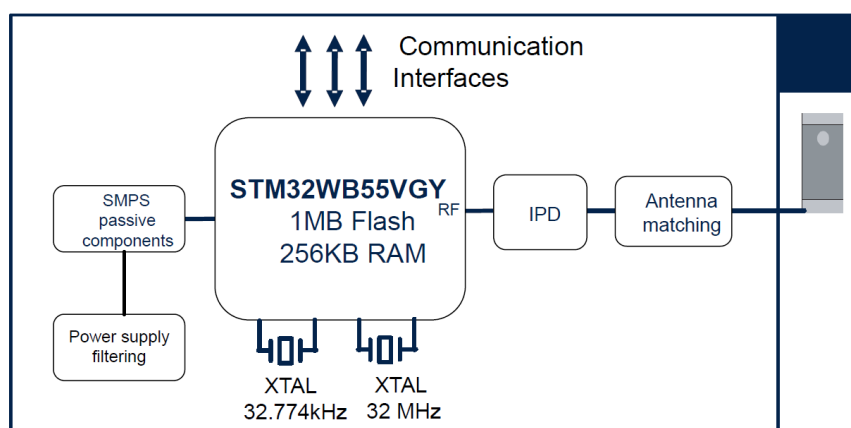 Communication
Interfaces
STM32WB55VGY
RF
1MB Flash
256KB RAM
SMPS
passive
components
IPD
Antenna
matching
Power supply
filtering
XTAL
32.774kHz
XTAL
32 MHz